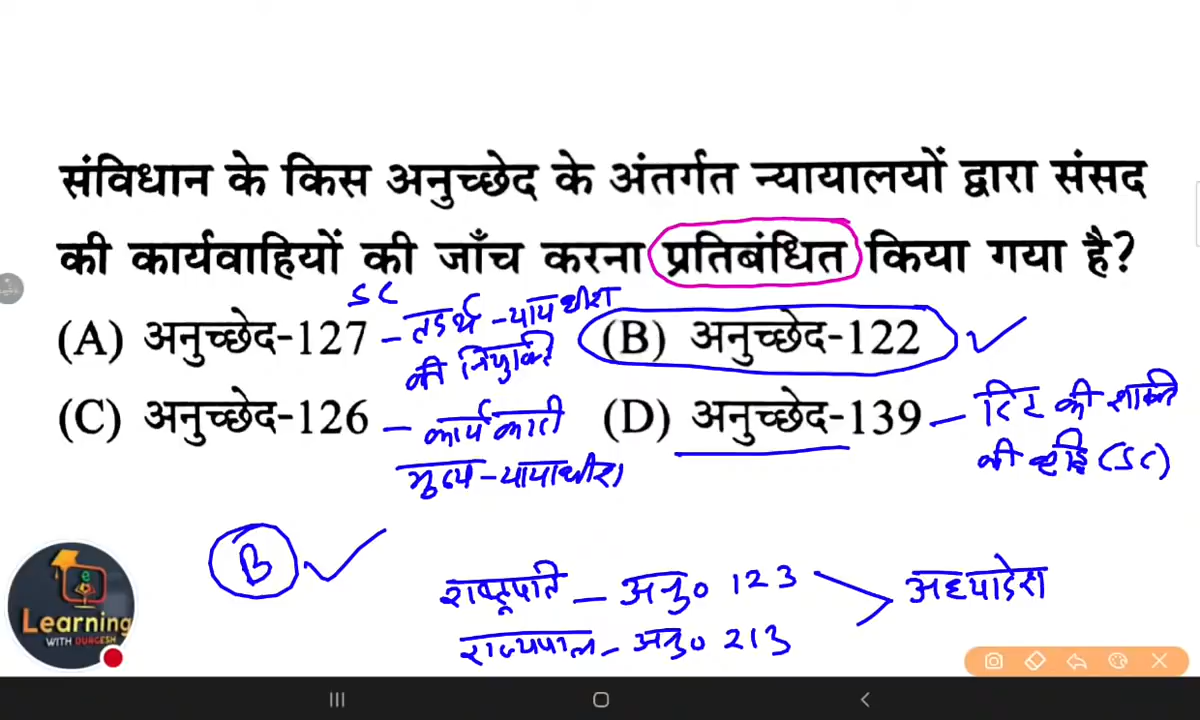 संविधान के किस अनुच्छेद के अंतर्गत न्यायालयों द्वारा संसद
की कार्यवाहियों की जाँच करना प्रतिबंधित किया गया है?
SC
(A) अनुच्छेद-127 – तदर्थ न्यायाधीश की नियुक्ति
(B) अनुच्छेद-122
(C) अनुच्छेद-126 – कार्यकारी मुख्य न्यायाधीश
(D) अनुच्छेद-139 – रिट की शक्ति की वृद्धि (SC)
B
राष्ट्रपति – अनु० 123
राज्यपाल – अनु० 213
अध्यादेश
e
Learning
WITH DURGESH